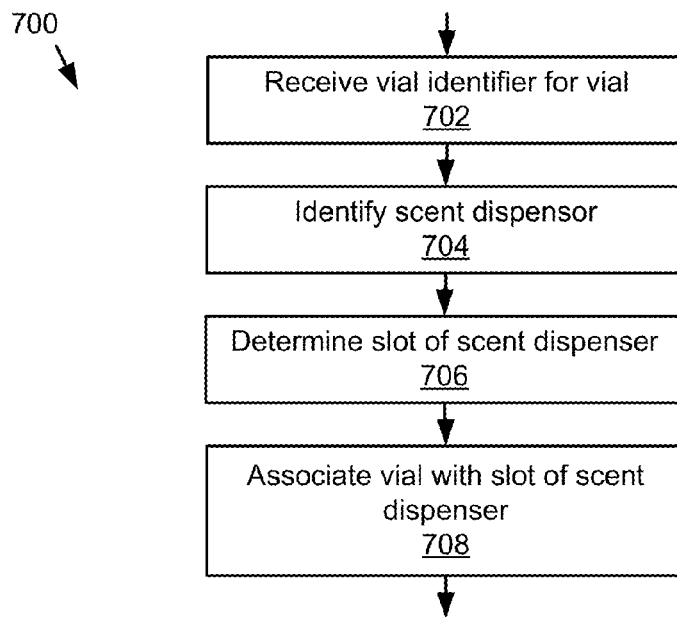 700
Receive vial identifier for vial
702
Identify scent dispensor
704
Determine slot of scent dispenser
706
Associate vial with slot of scent
dispenser
708